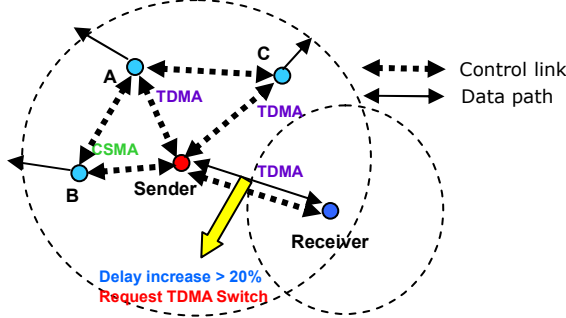 C
A
Control link
TDMA
Data path
TDMA
CSMA
TDMA
B
Sender
Receiver
Delay increase > 20%
Request TDMA Switch